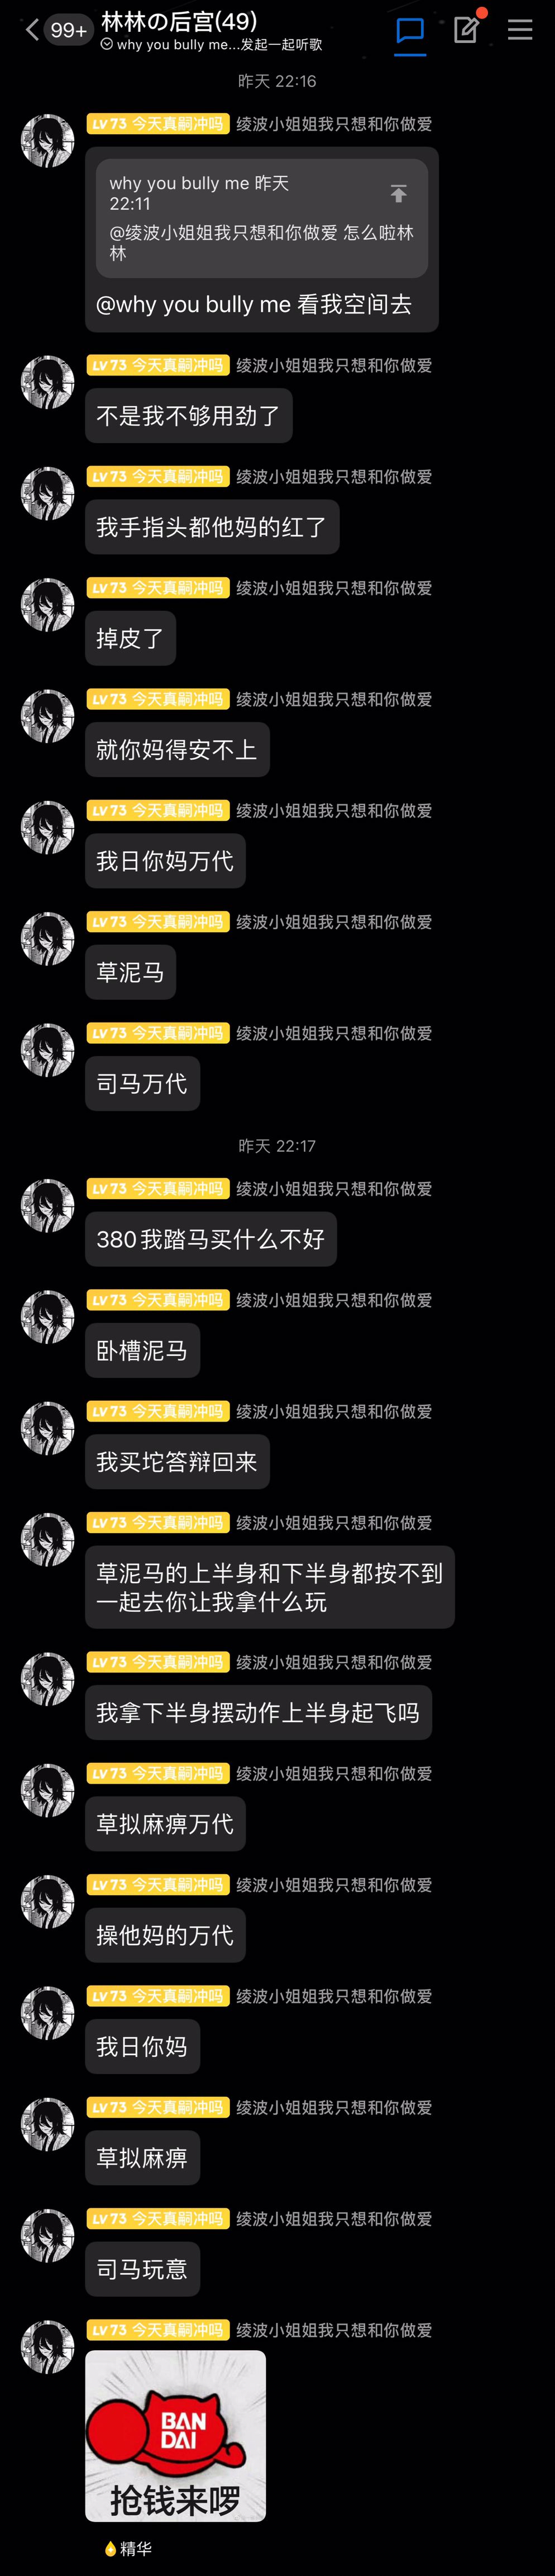 99+
林林の后宫(49)
why you bully me...发起一起听歌
昨天 22:16
LV73 今天真嗣冲吗 绫波小姐姐我只想和你做爱
why you bully me 昨天
22:11
@绫波小姐姐我只想和你做爱 怎么啦林
林
@why you bully me 看我空间去
LV73 今天真嗣冲吗 绫波小姐姐我只想和你做爱
不是我不够用劲了
LV73 今天真嗣冲吗 绫波小姐姐我只想和你做爱
我手指头都他妈的红了
LV73 今天真嗣冲吗 绫波小姐姐我只想和你做爱
掉皮了
LV73 今天真嗣冲吗 绫波小姐姐我只想和你做爱
就你妈得安不上
LV73 今天真嗣冲吗 绫波小姐姐我只想和你做爱
我日你妈万代
LV73 今天真嗣冲吗 绫波小姐姐我只想和你做爱
草泥马
LV73 今天真嗣冲吗 绫波小姐姐我只想和你做爱
司马万代
昨天 22:17
LV73 今天真嗣冲吗 绫波小姐姐我只想和你做爱
380我踏马买什么不好
LV73 今天真嗣冲吗 绫波小姐姐我只想和你做爱
卧槽泥马
LV73 今天真嗣冲吗 绫波小姐姐我只想和你做爱
我买坨答辩回来
LV73 今天真嗣冲吗 绫波小姐姐我只想和你做爱
草泥马的上半身和下半身都按不到
一起去你让我拿什么玩
LV73 今天真嗣冲吗 绫波小姐姐我只想和你做爱
我拿下半身摆动作上半身起飞吗
LV73 今天真嗣冲吗 绫波小姐姐我只想和你做爱
草拟麻痹万代
LV73 今天真嗣冲吗 绫波小姐姐我只想和你做爱
操他妈的万代
LV73 今天真嗣冲吗 绫波小姐姐我只想和你做爱
我日你妈
LV73 今天真嗣冲吗 绫波小姐姐我只想和你做爱
草拟麻痹
LV73 今天真嗣冲吗 绫波小姐姐我只想和你做爱
司马玩意
LV73 今天真嗣冲吗 绫波小姐姐我只想和你做爱
BAN
DAI
抢钱来啰
精华